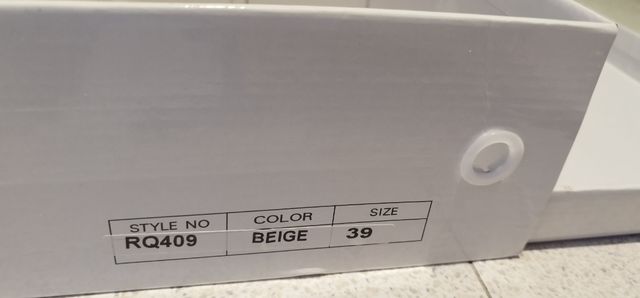 STYLE NO COLOR SIZE
RQ409 BEIGE 39